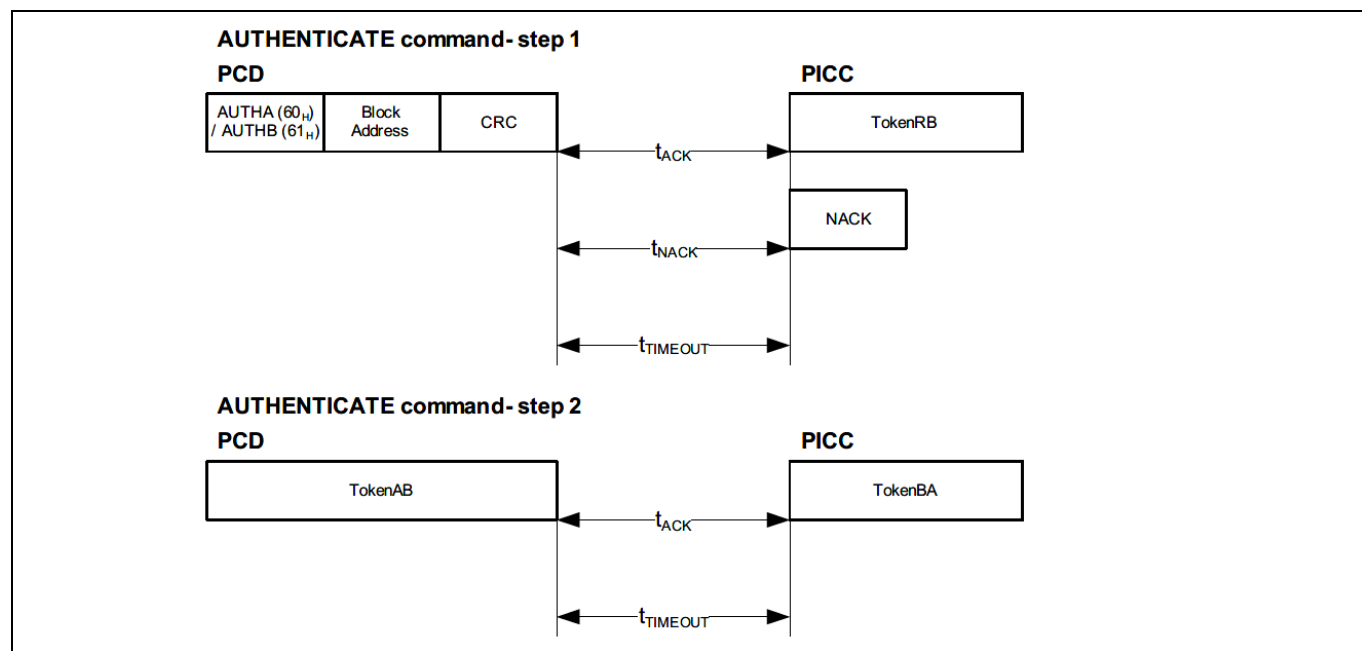 AUTHENTICATE command- step 1
PCD
PICC
AUTHA (60H)
/ AUTHB (61H)
Block
Address
CRC
tACK
TokenRB
NACK
tNACK
tTIMEOUT
AUTHENTICATE command- step 2
PCD
PICC
TokenAB
tACK
TokenBA
tTIMEOUT